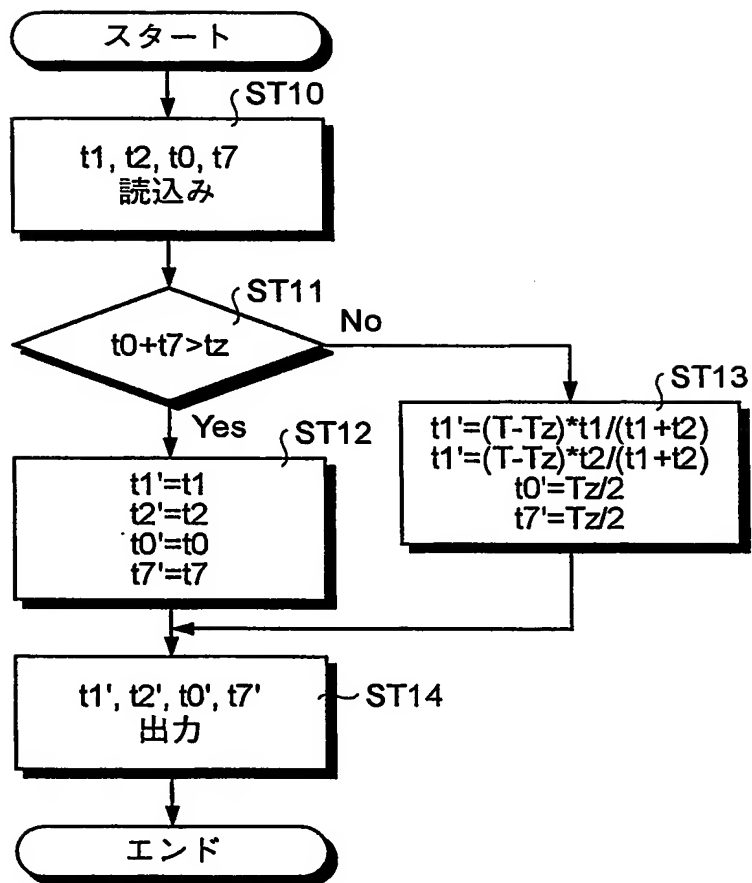 スタート
ST10
t1, t2, t0, t7
読込み
ST11
t0+t7>tz
No
Yes
ST12
t1'=t1
t2'=t2
t0'=t0
t7'=t7
ST13
t1'=(T-Tz)*t1/(t1+t2)
t1'=(T-Tz)*t2/(t1+t2)
t0'=Tz/2
t7'=Tz/2
t1', t2', t0', t7'
出力
ST14
エンド